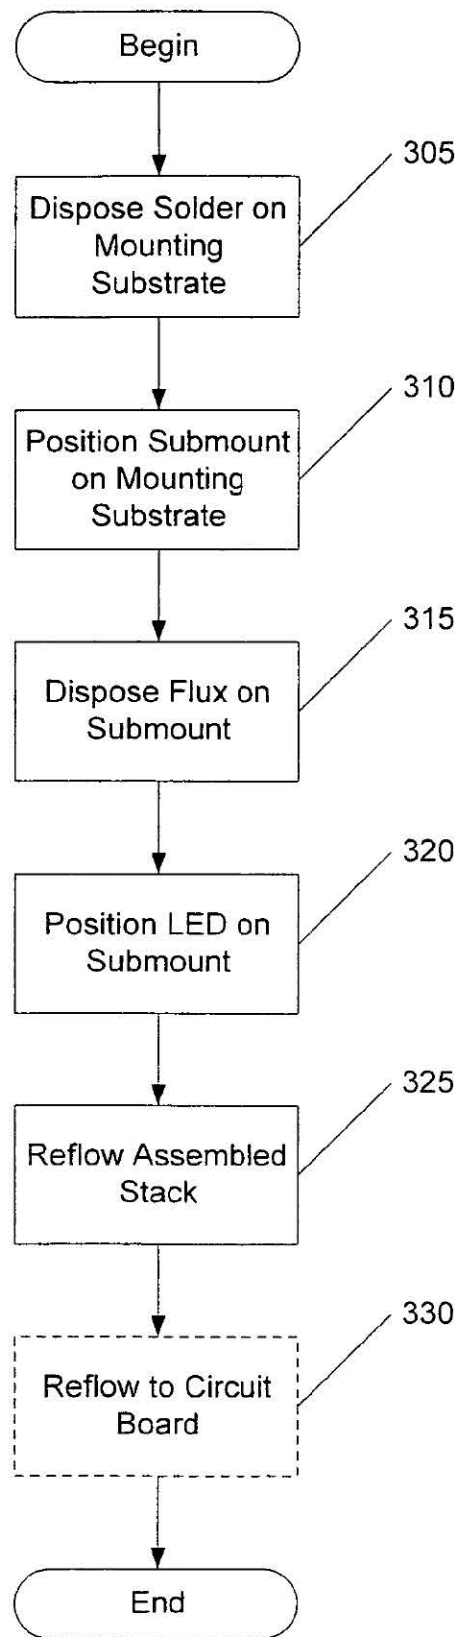 Begin
305
Dispose Solder on
Mounting
Substrate
310
Position Submount
on Mounting
Substrate
315
Dispose Flux on
Submount
320
Position LED on
Submount
325
Reflow Assembled
Stack
330
Reflow to Circuit
Board
End